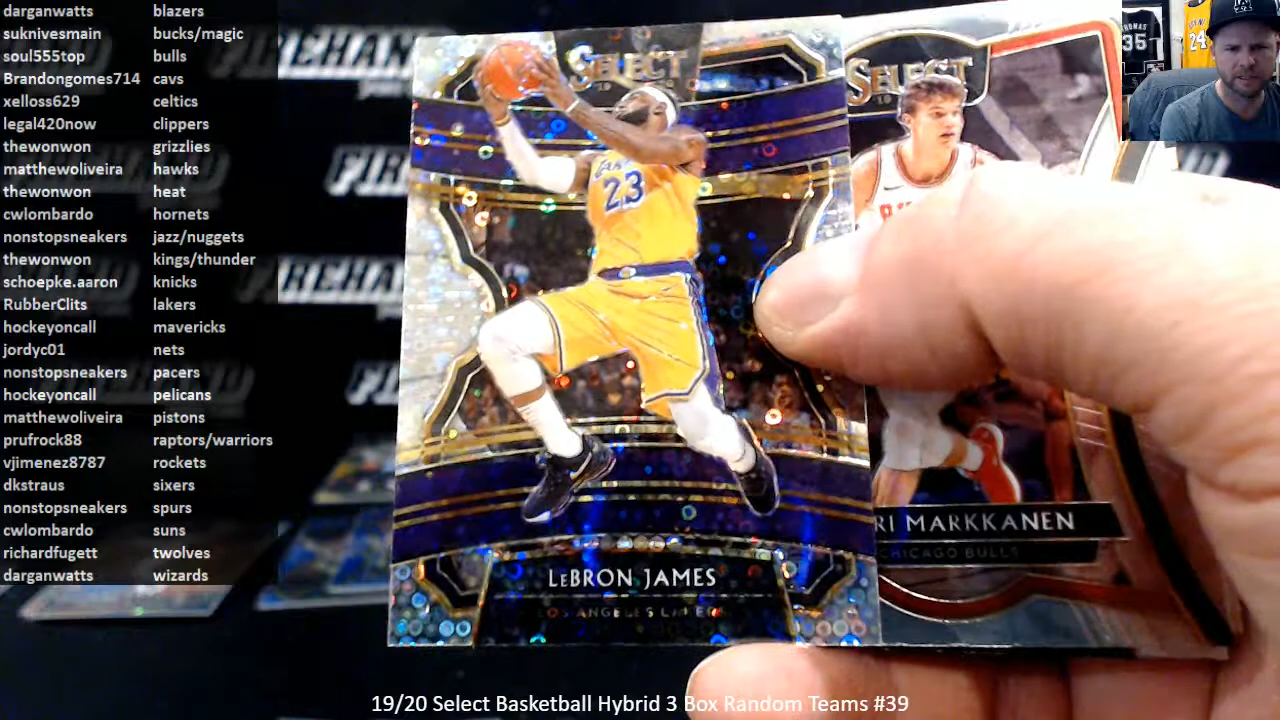 darganwatts blazers
suknivesmain bucks/magic
soul555top bulls
Brandongomes714 cavs
xelloss629 celtics
legal420now clippers
thewonwon grizzlies
matthewoliveira hawks
thewonwon heat
cwlombardo hornets
nonstopsneakers jazz/nuggets
thewonwon kings/thunder
schoepke.aaron knicks
RubberClits lakers
hockeyoncall mavericks
jordyc01 nets
nonstopsneakers pacers
hockeyoncall pelicans
matthewoliveira pistons
prufrock88 raptors/warriors
vjimenez8787 rockets
dkstraus sixers
nonstopsneakers spurs
cwlombardo suns
richardfugett twolves
darganwatts wizards
FIREHAND
SELECT
23
LEBRON JAMES
LOS ANGELES LAKERS
SELECT
RI MARKKANEN
CHICAGO BULLS
35
24
19/20 Select Basketball Hybrid 3 Box Random Teams #39